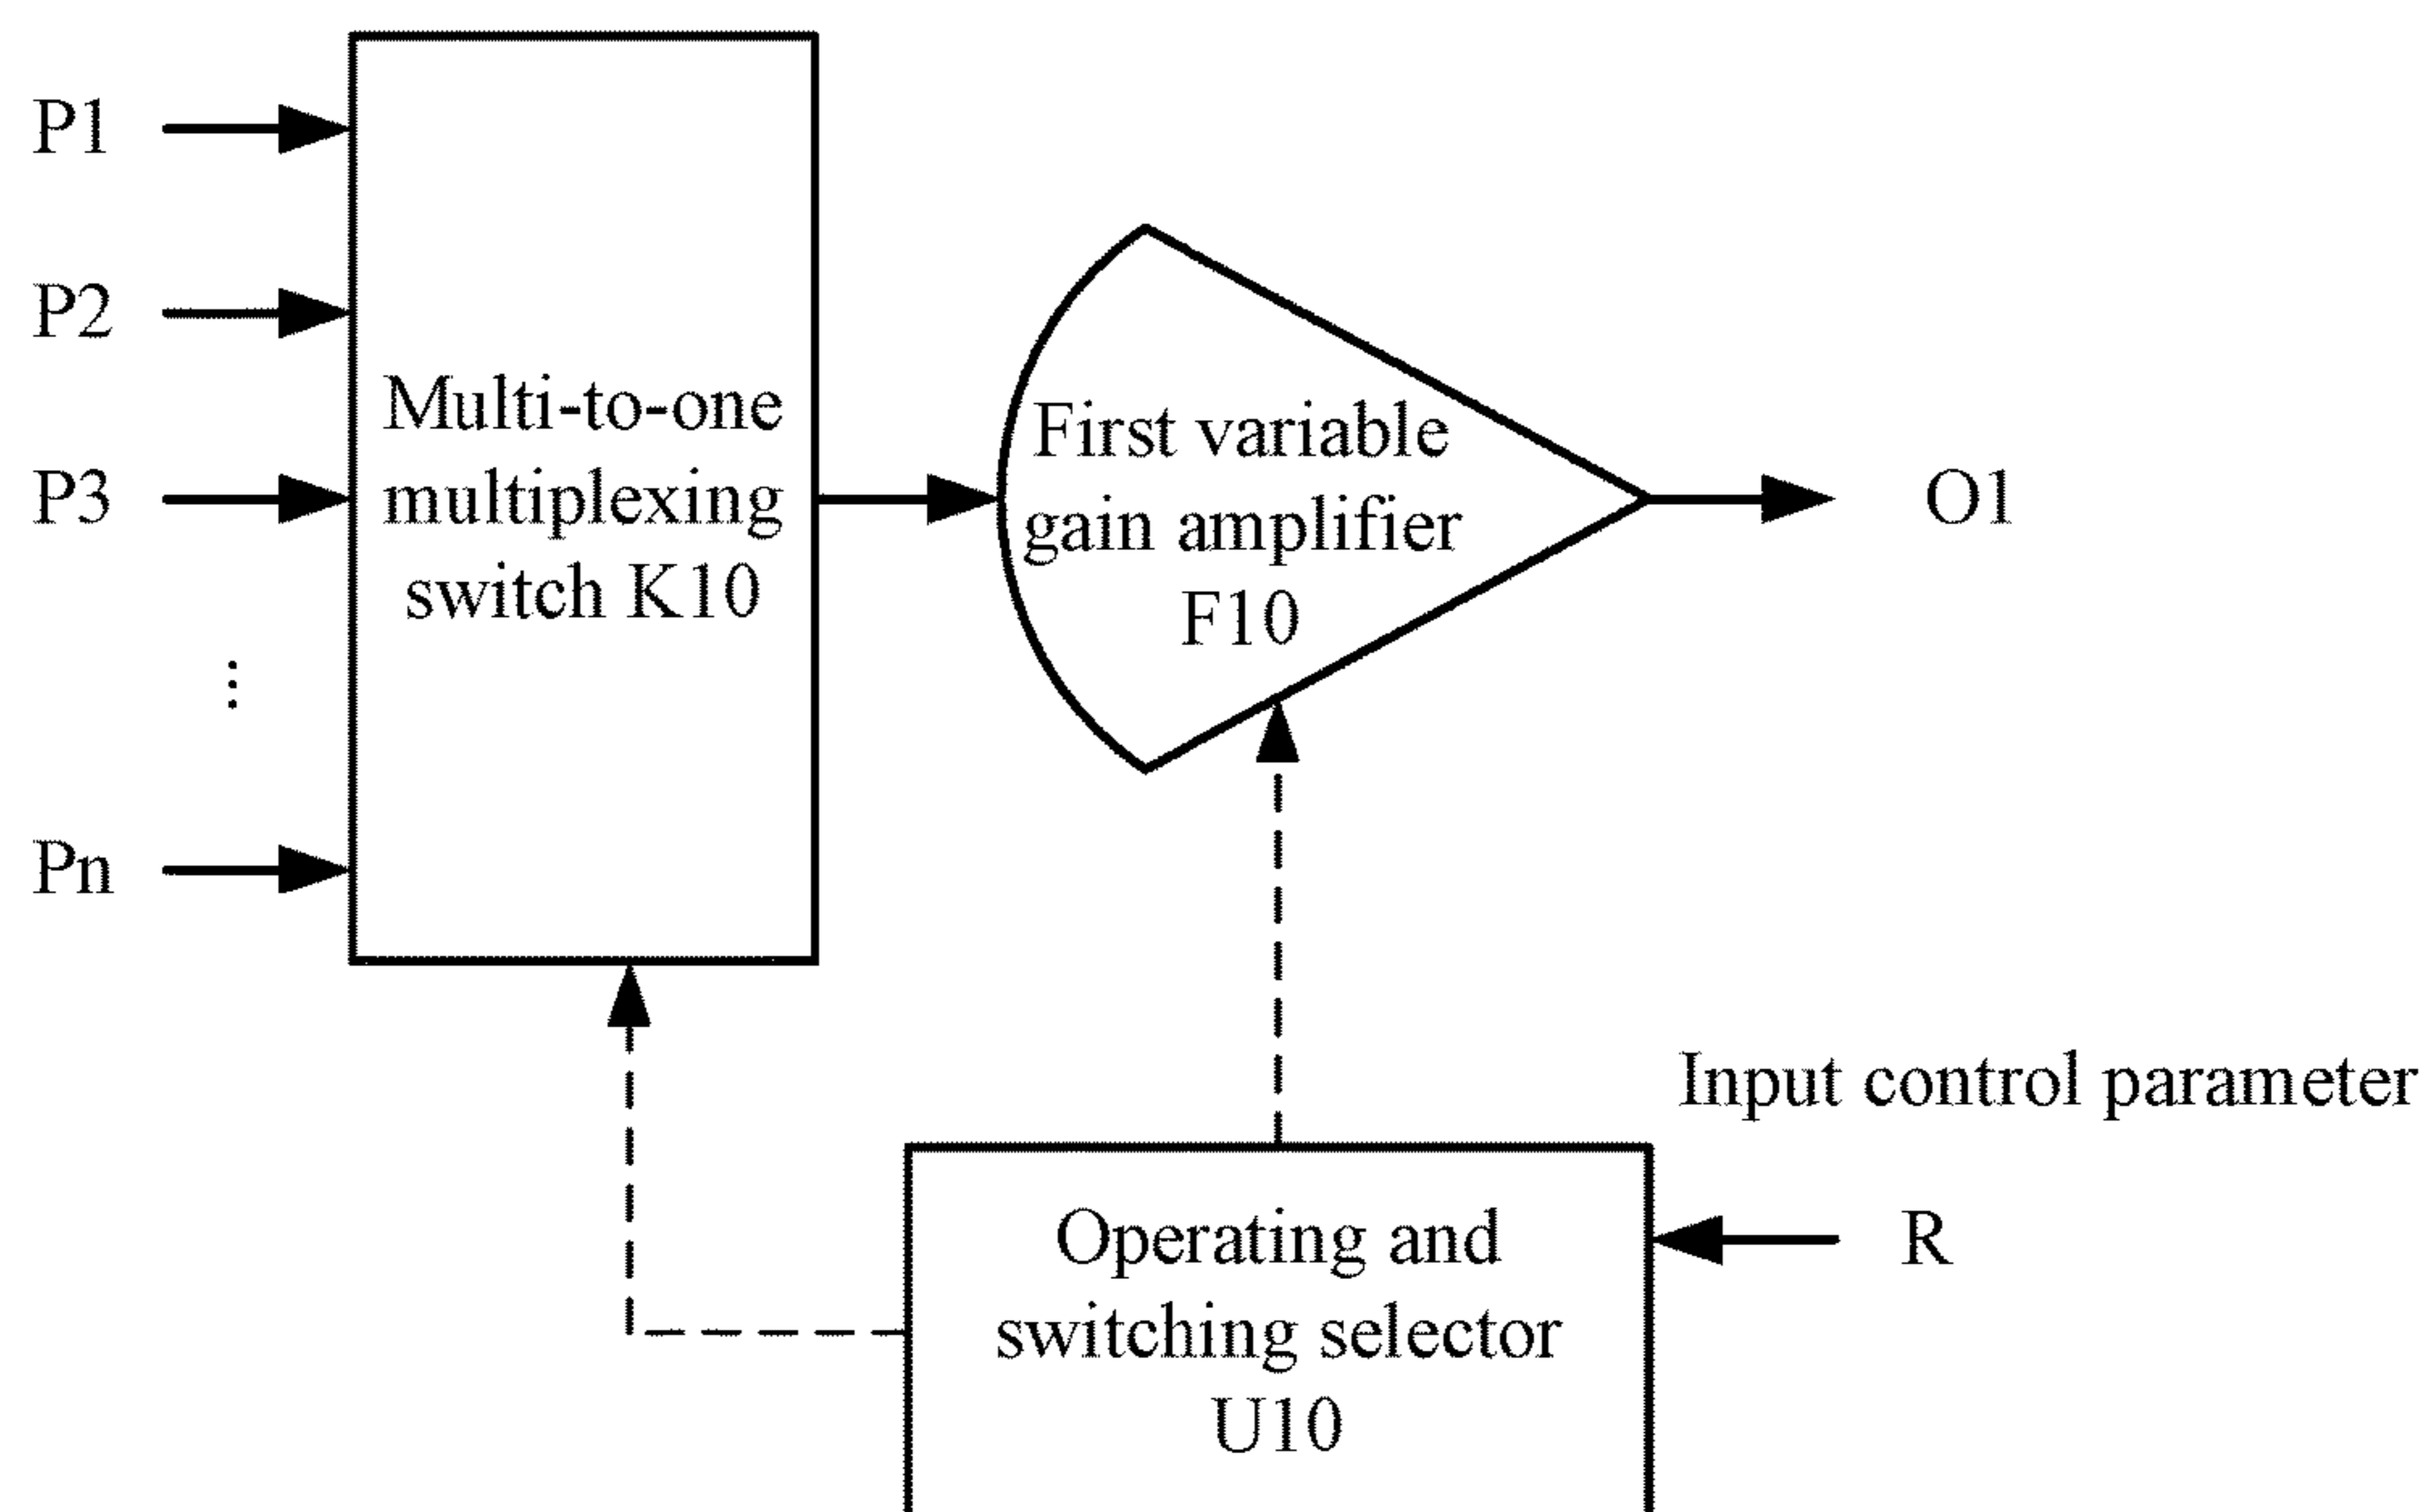 P1
P2
P3
⋮
Pn
Multi-to-one
multiplexing
switch K10
First variable
gain amplifier
F10
O1
Input control parameter
R
Operating and
switching selector
U10